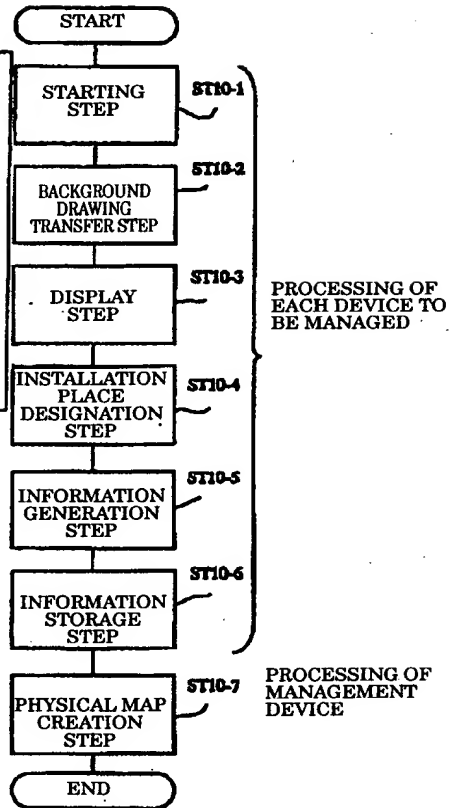 START
STARTING
STEP
ST10-1
BACKGROUND
DRAWING
TRANSFER STEP
ST10-2
DISPLAY
STEP
ST10-3
INSTALLATION
PLACE
DESIGNATION
STEP
ST10-4
INFORMATION
GENERATION
STEP
ST10-5
INFORMATION
STORAGE
STEP
ST10-6
PROCESSING OF
EACH DEVICE TO
BE MANAGED
PHYSICAL MAP
CREATION
STEP
ST10-7
PROCESSING OF
MANAGEMENT
DEVICE
END